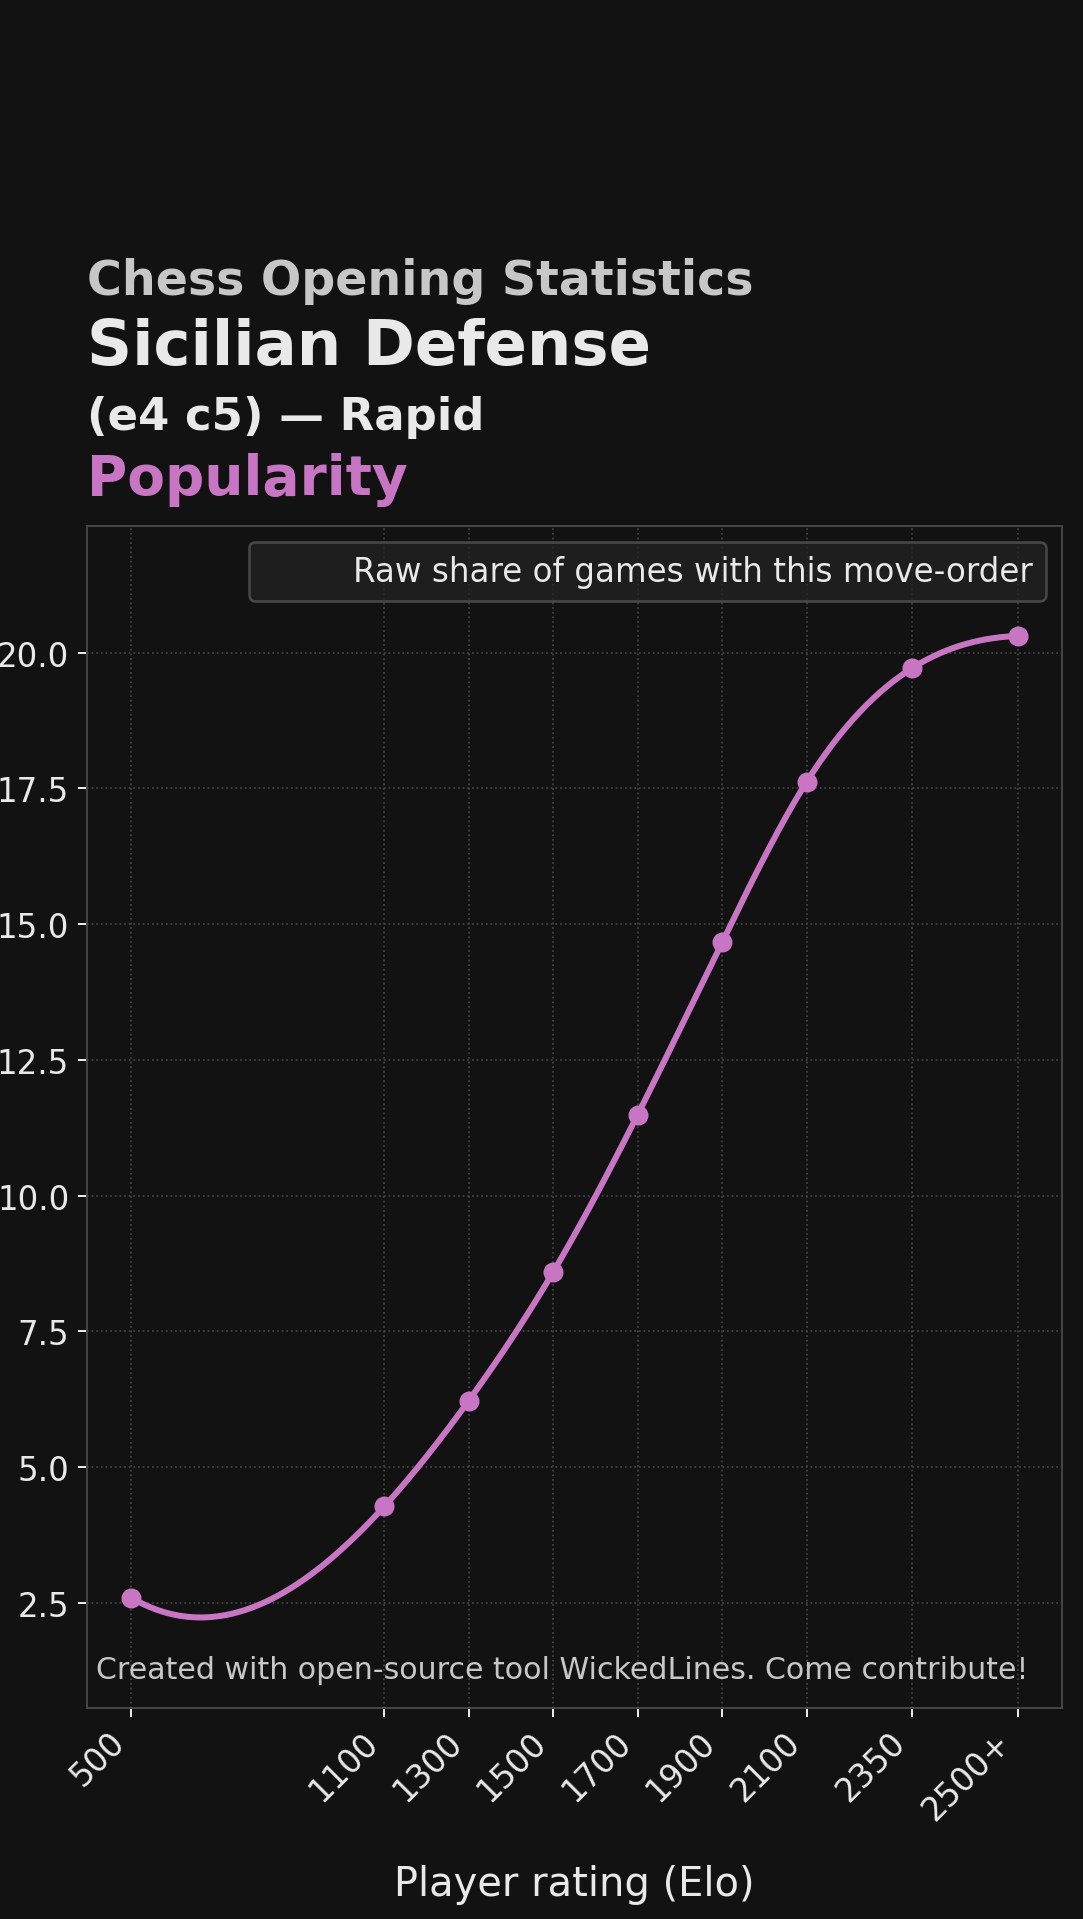 Chess Opening Statistics
Sicilian Defense
(e4 c5) — Rapid
Popularity
Raw share of games with this move-order
20.0
17.5
15.0
12.5
10.0
7.5
5.0
2.5
Created with open-source tool WickedLines. Come contribute!
500
1100
1300
1500
1700
1900
2100
2350
2500+
Player rating (Elo)